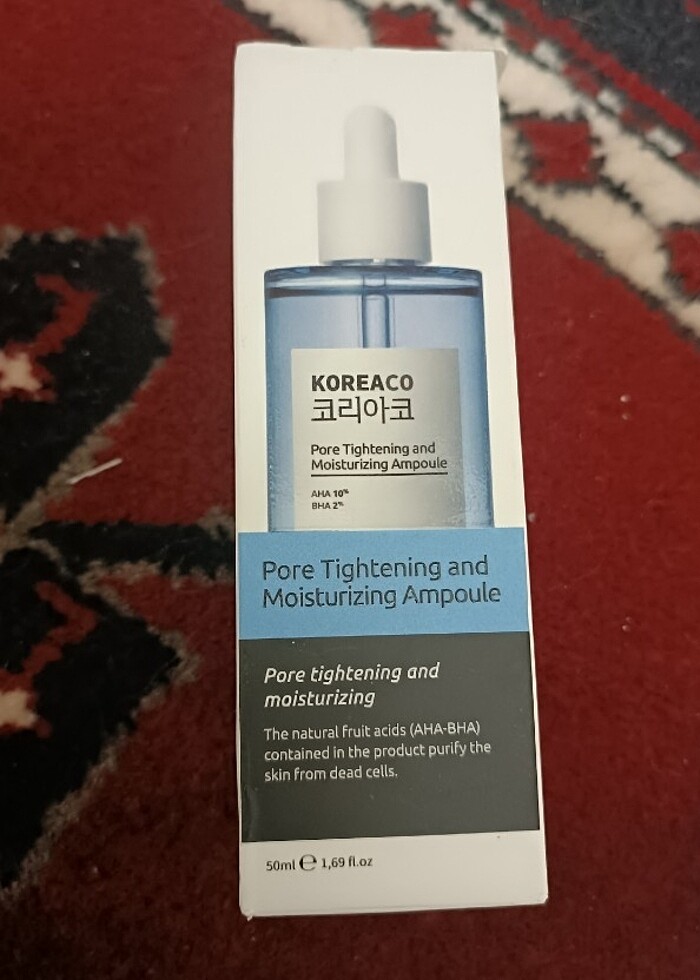 KOREACO
코리아코
Pore Tightening and
Moisturizing Ampoule
AHA 10%
BHA 2%
Pore Tightening and
Moisturizing Ampoule
Pore tightening and
moisturizing
The natural fruit acids (AHA-BHA)
contained in the product purify the
skin from dead cells.
50ml ℮ 1,69 fl.oz